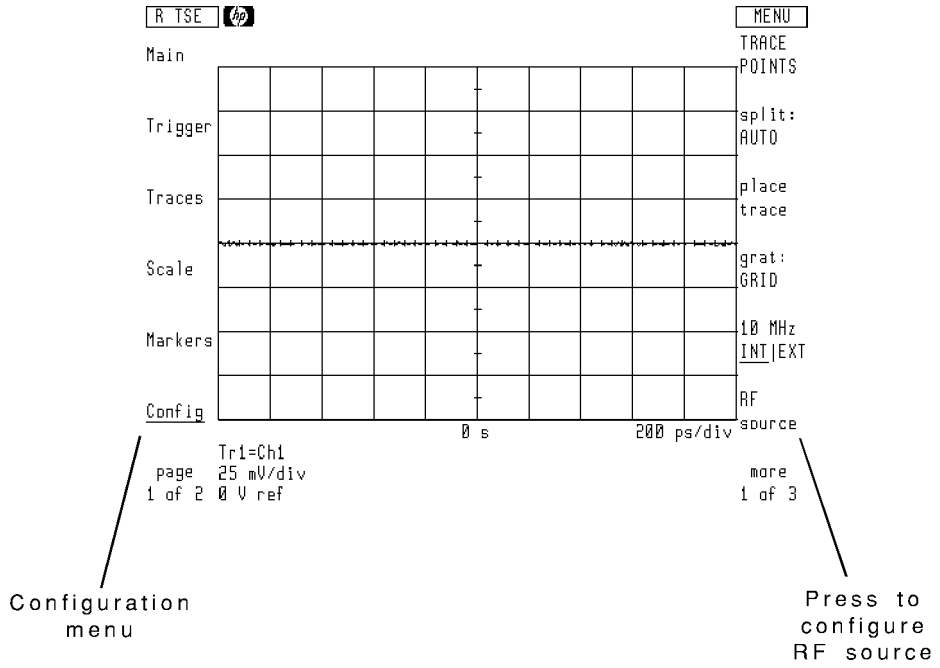 R TSE hp MENU
Main
Trigger
Traces
Scale
Markers
Config
page
1 of 2
TRACE
POINTS
split:
AUTO
place
trace
grat:
GRID
10 MHz
INT|EXT
RF
source
more
1 of 3
0 s 200 ps/div
Tr1=Ch1
25 mV/div
0 V ref
Configuration
menu
Press to
configure
RF source